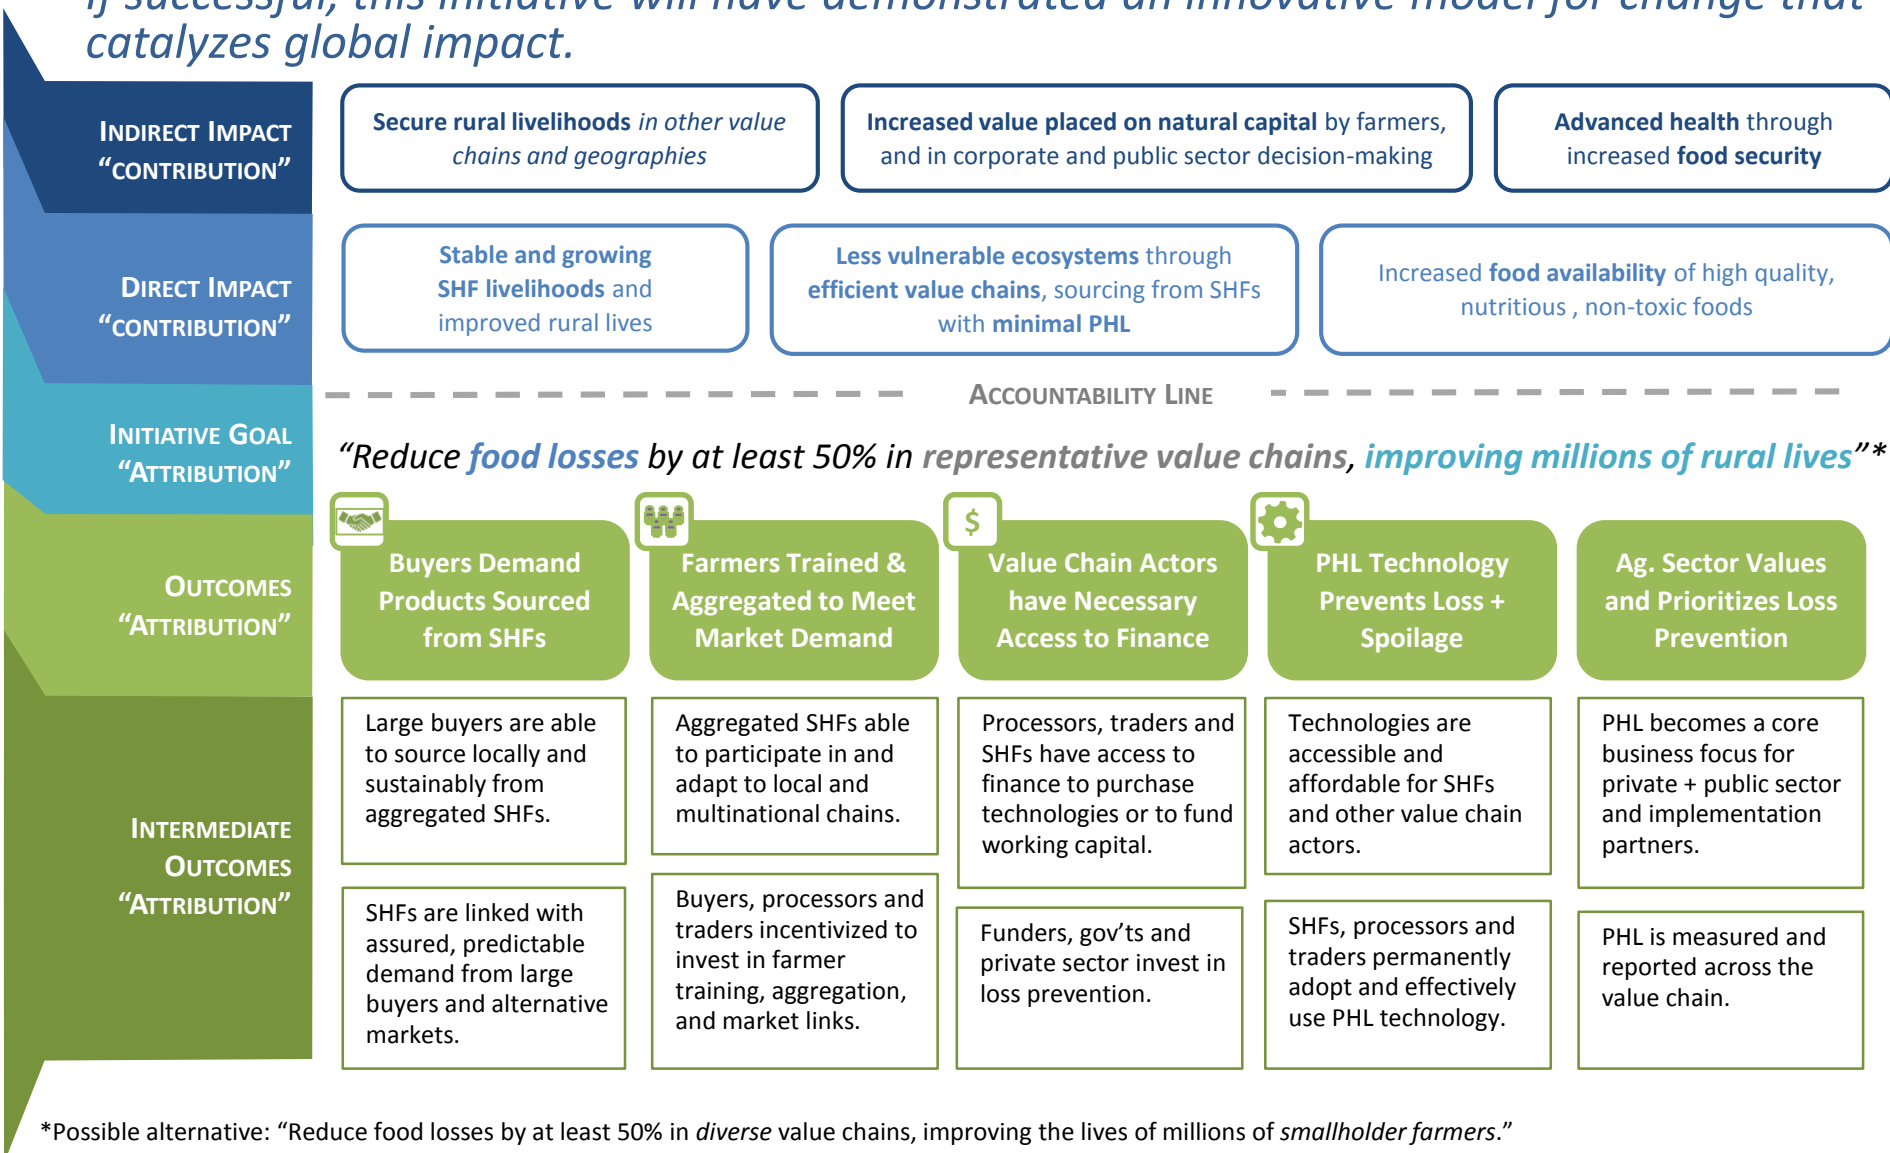 If successful, this initiative will have demonstrated an innovative model for change that
catalyzes global impact.
INDIRECT IMPACT
“CONTRIBUTION”
Secure rural livelihoods in other value
chains and geographies
Increased value placed on natural capital by farmers,
and in corporate and public sector decision-making
Advanced health through
increased food security
DIRECT IMPACT
“CONTRIBUTION”
Stable and growing
SHF livelihoods and
improved rural lives
Less vulnerable ecosystems through
efficient value chains, sourcing from SHFs
with minimal PHL
Increased food availability of high quality,
nutritious , non-toxic foods
ACCOUNTABILITY LINE
INITIATIVE GOAL
“ATTRIBUTION”
“Reduce food losses by at least 50% in representative value chains, improving millions of rural lives”*
OUTCOMES
“ATTRIBUTION”
Buyers Demand
Products Sourced
from SHFs
Farmers Trained &
Aggregated to Meet
Market Demand
$
Value Chain Actors
have Necessary
Access to Finance
PHL Technology
Prevents Loss +
Spoilage
Ag. Sector Values
and Prioritizes Loss
Prevention
INTERMEDIATE
OUTCOMES
“ATTRIBUTION”
Large buyers are able
to source locally and
sustainably from
aggregated SHFs.
SHFs are linked with
assured, predictable
demand from large
buyers and alternative
markets.
Aggregated SHFs able
to participate in and
adapt to local and
multinational chains.
Buyers, processors and
traders incentivized to
invest in farmer
training, aggregation,
and market links.
Processors, traders and
SHFs have access to
finance to purchase
technologies or to fund
working capital.
Funders, gov’ts and
private sector invest in
loss prevention.
Technologies are
accessible and
affordable for SHFs
and other value chain
actors.
SHFs, processors and
traders permanently
adopt and effectively
use PHL technology.
PHL becomes a core
business focus for
private + public sector
and implementation
partners.
PHL is measured and
reported across the
value chain.
*Possible alternative: “Reduce food losses by at least 50% in diverse value chains, improving the lives of millions of smallholder farmers.”